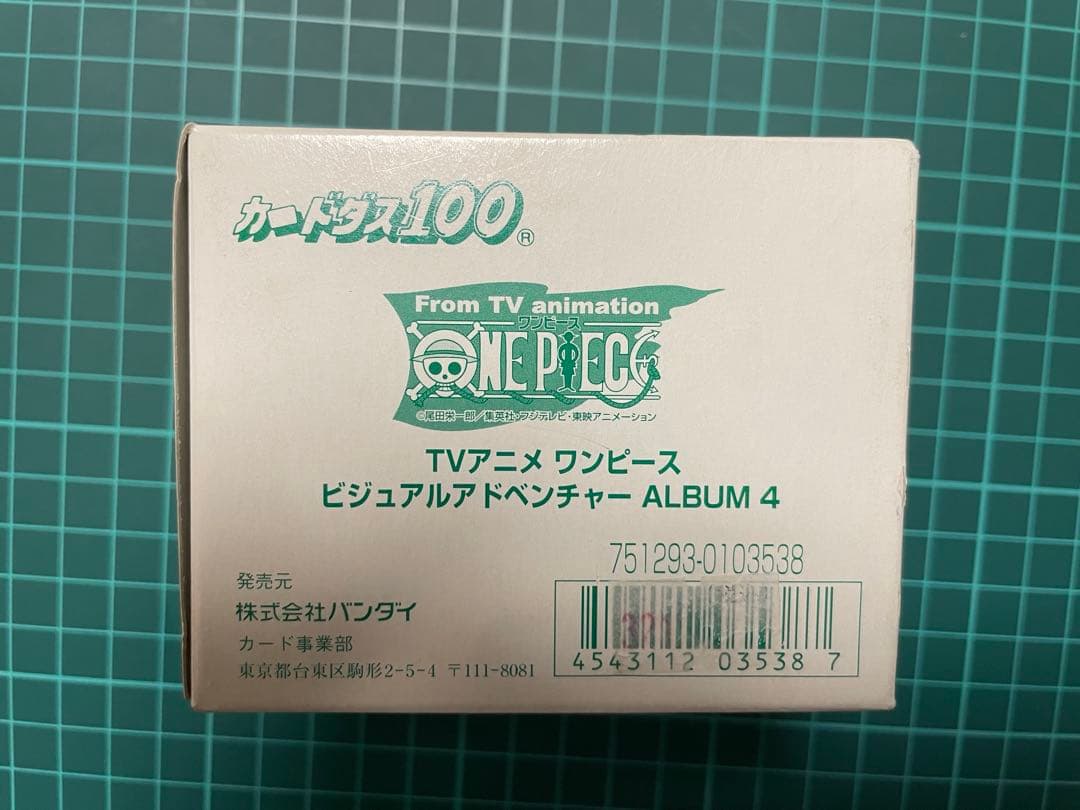 カードダス100®
From TV animation
ワンピース
ONE PIECE
©尾田栄一郎／集英社・フジテレビ・東映アニメーション
TVアニメ ワンピース
ビジュアルアドベンチャー ALBUM 4
751293-0103538
発売元
株式会社バンダイ
カード事業部
東京都台東区駒形2-5-4 〒111-8081
4543112 035387